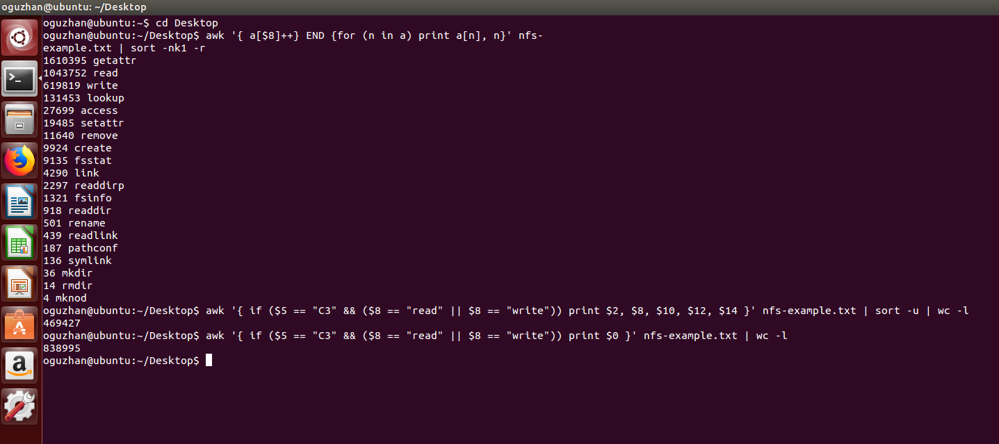 oguzhan@ubuntu: ~/Desktop
oguzhan@ubuntu:~$ cd Desktop
oguzhan@ubuntu:~/Desktop$ awk '{ a[$8]++} END {for (n in a) print a[n], n}' nfs-
example.txt | sort -nk1 -r
1610395 getattr
1043752 read
619819 write
131453 lookup
27699 access
19485 setattr
11640 remove
9924 create
9135 fsstat
4290 link
2297 readdirp
1321 fsinfo
918 readdir
501 rename
439 readlink
187 pathconf
136 symlink
36 mkdir
14 rmdir
4 mknod
oguzhan@ubuntu:~/Desktop$ awk '{ if ($5 == "C3" && ($8 == "read" || $8 == "write")) print $2, $8, $10, $12, $14 }' nfs-example.txt | sort -u | wc -l
469427
oguzhan@ubuntu:~/Desktop$ awk '{ if ($5 == "C3" && ($8 == "read" || $8 == "write")) print $0 }' nfs-example.txt | wc -l
838995
oguzhan@ubuntu:~/Desktop$